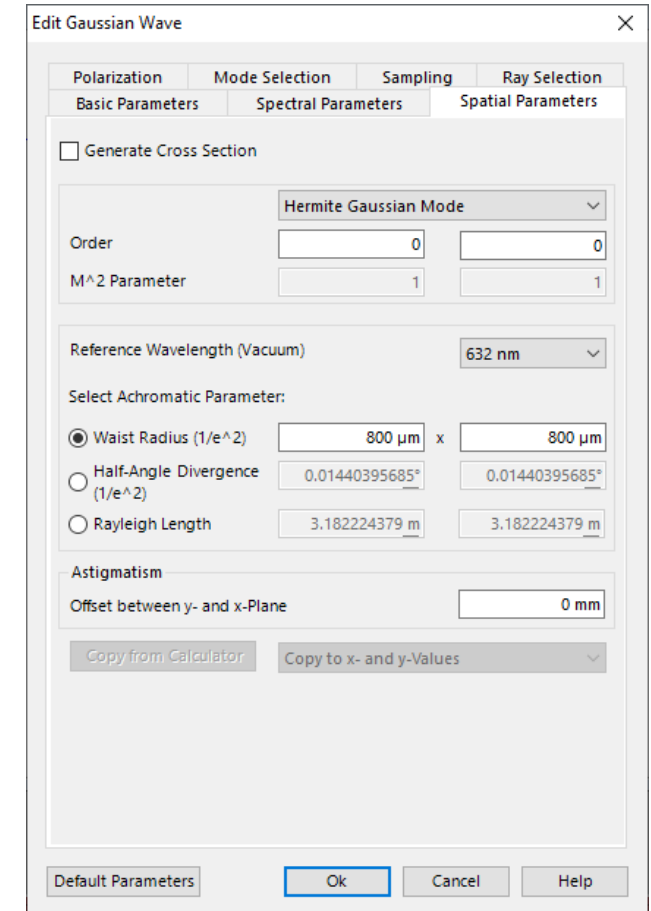 Edit Gaussian Wave
Polarization Mode Selection Sampling Ray Selection
Basic Parameters Spectral Parameters Spatial Parameters
Generate Cross Section
Hermite Gaussian Mode
Order 0 0
M^2 Parameter 1 1
Reference Wavelength (Vacuum) 632 nm
Select Achromatic Parameter:
Waist Radius (1/e^2) 800 µm x 800 µm
Half-Angle Divergence
(1/e^2) 0.01440395685° 0.01440395685°
Rayleigh Length 3.182224379 m 3.182224379 m
Astigmatism
Offset between y- and x-Plane 0 mm
Copy from Calculator Copy to x- and y-Values
Default Parameters Ok Cancel Help